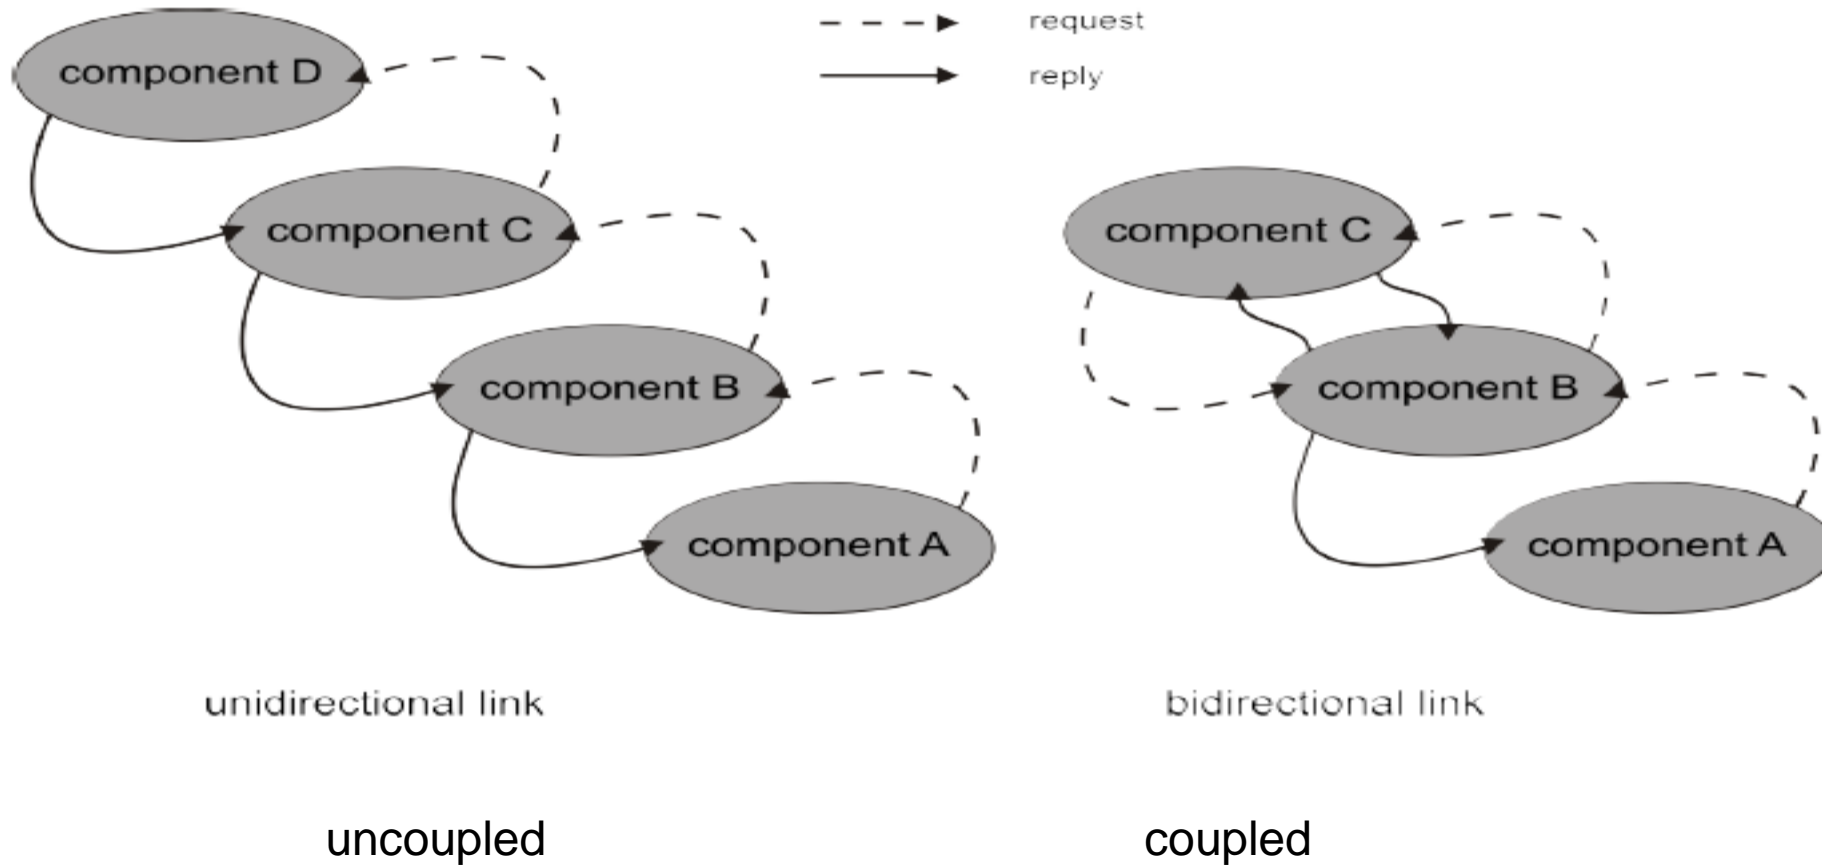 request
component D
reply
component C
component C
component B
component B
component A
component A
unidirectional link
bidirectional link
uncoupled
coupled